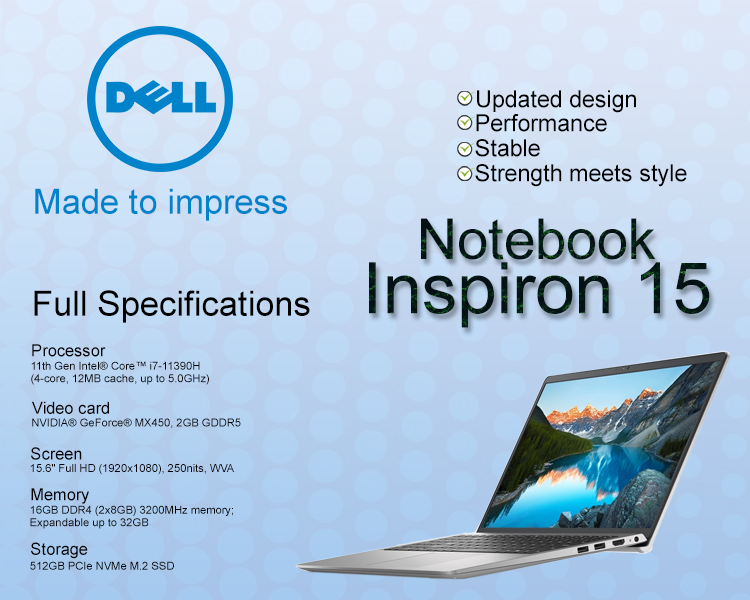 DELL
Made to impress
Updated design
Performance
Stable
Strength meets style
Notebook
Inspiron 15
Full Specifications
Processor
11th Gen Intel® Core™ i7-11390H
(4-core, 12MB cache, up to 5.0GHz)
Video card
NVIDIA® GeForce® MX450, 2GB GDDR5
Screen
15.6" Full HD (1920x1080), 250nits, WVA
Memory
16GB DDR4 (2x8GB) 3200MHz memory;
Expandable up to 32GB
Storage
512GB PCIe NVMe M.2 SSD